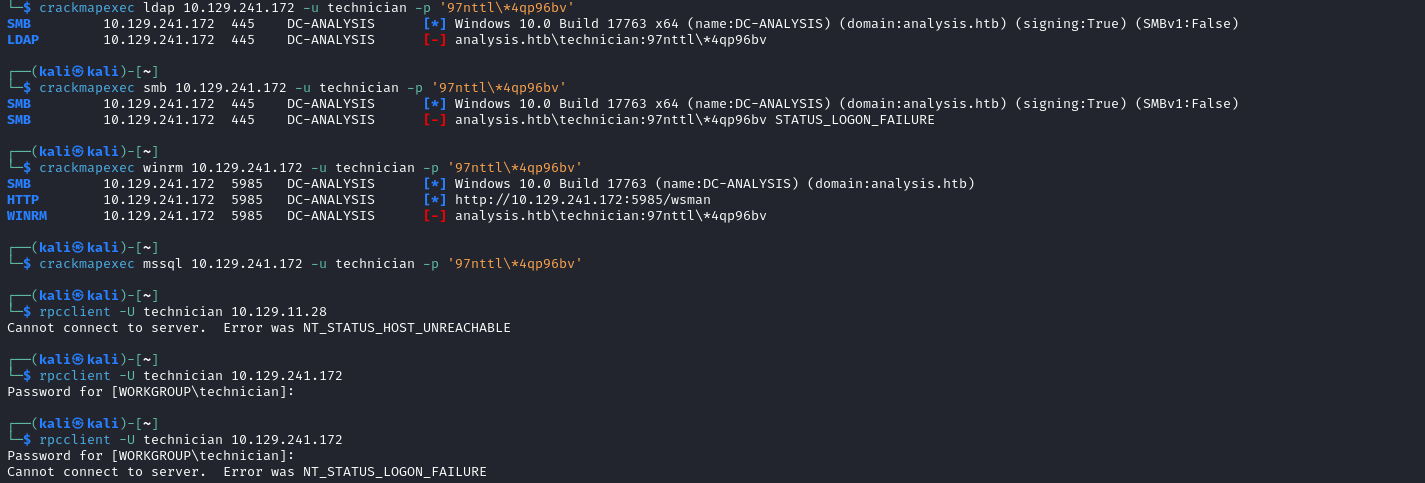 └─$ crackmapexec ldap 10.129.241.172 -u technician -p '97nttl\*4qp96bv'
SMB 10.129.241.172 445 DC-ANALYSIS [*] Windows 10.0 Build 17763 x64 (name:DC-ANALYSIS) (domain:analysis.htb) (signing:True) (SMBv1:False)
LDAP 10.129.241.172 445 DC-ANALYSIS [-] analysis.htb\technician:97nttl\*4qp96bv
┌──(kali㉿kali)-[~]
└─$ crackmapexec smb 10.129.241.172 -u technician -p '97nttl\*4qp96bv'
SMB 10.129.241.172 445 DC-ANALYSIS [*] Windows 10.0 Build 17763 x64 (name:DC-ANALYSIS) (domain:analysis.htb) (signing:True) (SMBv1:False)
SMB 10.129.241.172 445 DC-ANALYSIS [-] analysis.htb\technician:97nttl\*4qp96bv STATUS_LOGON_FAILURE
┌──(kali㉿kali)-[~]
└─$ crackmapexec winrm 10.129.241.172 -u technician -p '97nttl\*4qp96bv'
SMB 10.129.241.172 5985 DC-ANALYSIS [*] Windows 10.0 Build 17763 (name:DC-ANALYSIS) (domain:analysis.htb)
HTTP 10.129.241.172 5985 DC-ANALYSIS [*] http://10.129.241.172:5985/wsman
WINRM 10.129.241.172 5985 DC-ANALYSIS [-] analysis.htb\technician:97nttl\*4qp96bv
┌──(kali㉿kali)-[~]
└─$ crackmapexec mssql 10.129.241.172 -u technician -p '97nttl\*4qp96bv'
┌──(kali㉿kali)-[~]
└─$ rpcclient -U technician 10.129.11.28
Cannot connect to server.  Error was NT_STATUS_HOST_UNREACHABLE
┌──(kali㉿kali)-[~]
└─$ rpcclient -U technician 10.129.241.172
Password for [WORKGROUP\technician]:
┌──(kali㉿kali)-[~]
└─$ rpcclient -U technician 10.129.241.172
Password for [WORKGROUP\technician]:
Cannot connect to server.  Error was NT_STATUS_LOGON_FAILURE